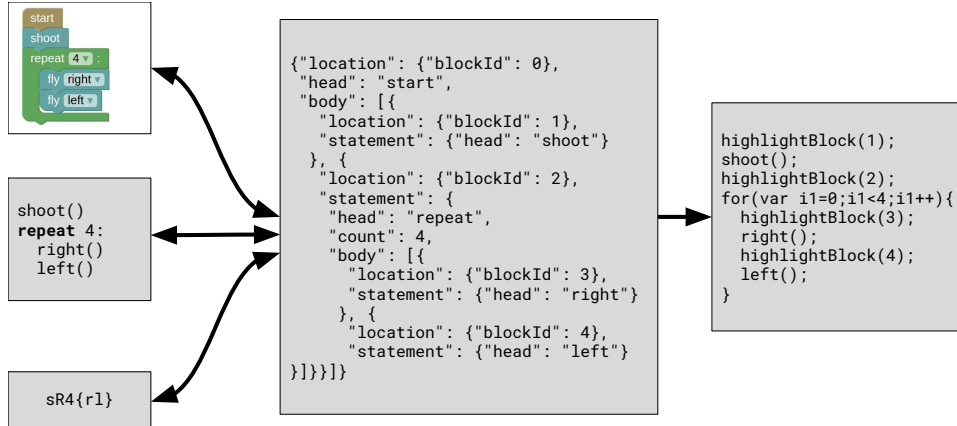 start
shoot
repeat 4 :
fly right
fly left
shoot()
repeat 4:
  right()
  left()
sR4{rl}
{"location": {"blockId": 0},
 "head": "start",
 "body": [{
   "location": {"blockId": 1},
   "statement": {"head": "shoot"}
  }, {
   "location": {"blockId": 2},
   "statement": {
    "head": "repeat",
    "count": 4,
    "body": [{
      "location": {"blockId": 3},
      "statement": {"head": "right"}
     }, {
      "location": {"blockId": 4},
      "statement": {"head": "left"}
}]}}]}
highlightBlock(1);
shoot();
highlightBlock(2);
for(var i1=0;i1<4;i1++){
  highlightBlock(3);
  right();
  highlightBlock(4);
  left();
}